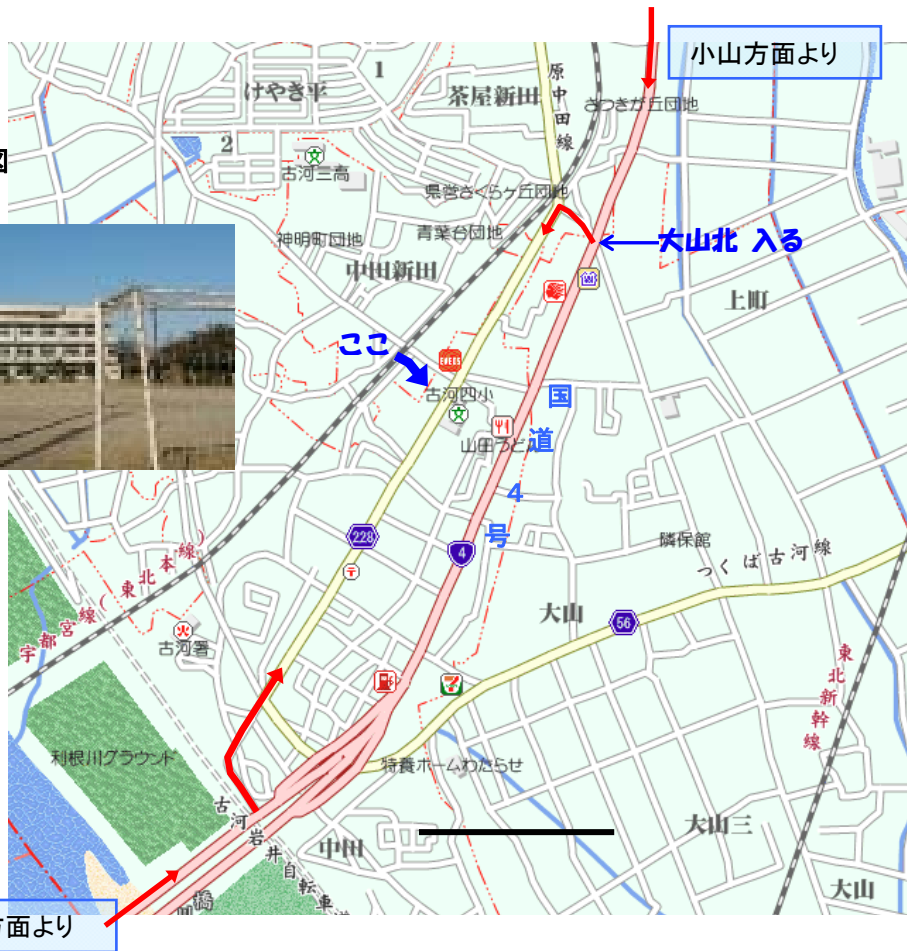 小山方面より
けやき平
1
2
茶屋新田
原中田線
さつきが丘団地
図
古河三高
県営さくらヶ丘団地
神明町団地
青葉台団地
大山北 入る
中田新田
上町
ここ
ENEOS
古河四小
山田うどん
国道4号
228
4
隣保館
つくば古河線
宇都宮線(東北本線)
大山
56
古河署
東北新幹線
利根川グラウンド
特養ホームわたらせ
古河岩井自転車道
中田
大山三
大山
橋
方面より